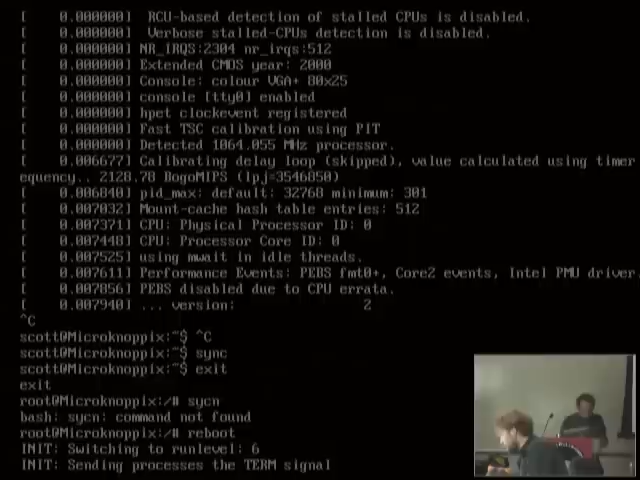 [    0.000000]  RCU-based detection of stalled CPUs is disabled.
[    0.000000]  Verbose stalled-CPUs detection is disabled.
[    0.000000] NR_IRQS:2304 nr_irqs:512
[    0.000000] Extended CMOS year: 2000
[    0.000000] Console: colour VGA+ 80x25
[    0.000000] console [tty0] enabled
[    0.000000] hpet clockevent registered
[    0.000000] Fast TSC calibration using PIT
[    0.000000] Detected 1064.055 MHz processor.
[    0.006677] Calibrating delay loop (skipped), value calculated using timer
equency.. 2128.78 BogoMIPS (lpj=3546850)
[    0.006840] pid_max: default: 32768 minimum: 301
[    0.007032] Mount-cache hash table entries: 512
[    0.007371] CPU: Physical Processor ID: 0
[    0.007448] CPU: Processor Core ID: 0
[    0.007525] using mwait in idle threads.
[    0.007611] Performance Events: PEBS fmt0+, Core2 events, Intel PMU driver.
[    0.007856] PEBS disabled due to CPU errata.
[    0.007940] ... version:                2
^C
scott@Microknoppix:~$ ^C
scott@Microknoppix:~$ sync
scott@Microknoppix:~$ exit
exit
root@Microknoppix:/# sycn
bash: sycn: command not found
root@Microknoppix:/# reboot
INIT: Switching to runlevel: 6
INIT: Sending processes the TERM signal